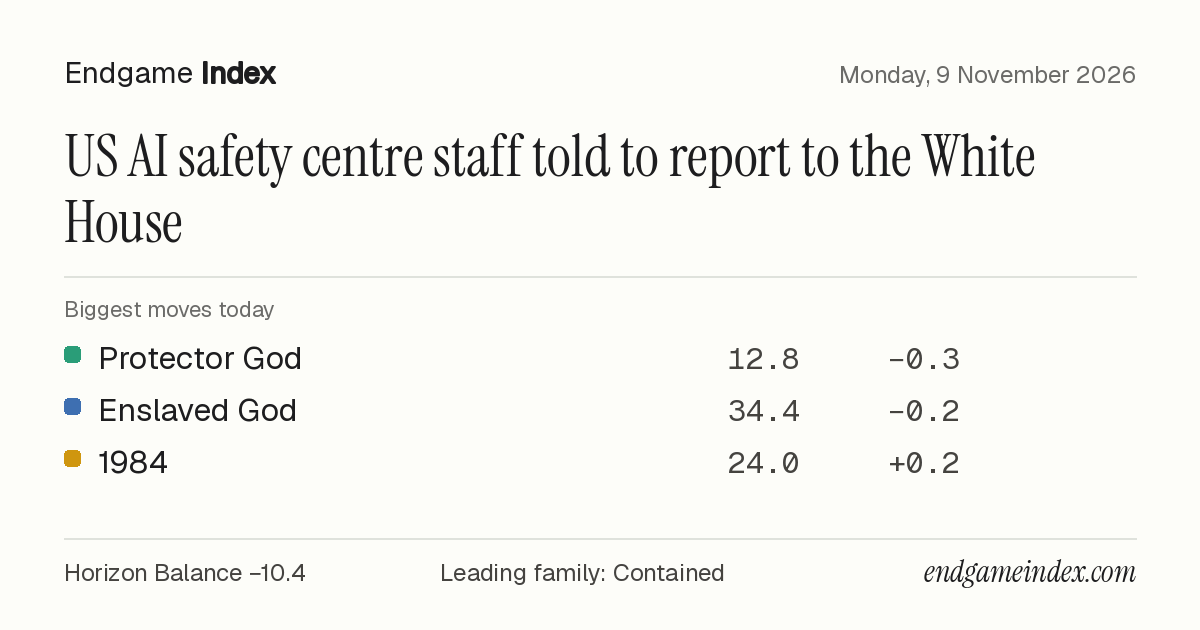 Endgame Index
Monday, 9 November 2026
US AI safety centre staff told to report to the White
House
Biggest moves today
Protector God 12.8 −0.3
Enslaved God 34.4 −0.2
1984 24.0 +0.2
Horizon Balance −10.4
Leading family: Contained
endgameindex.com